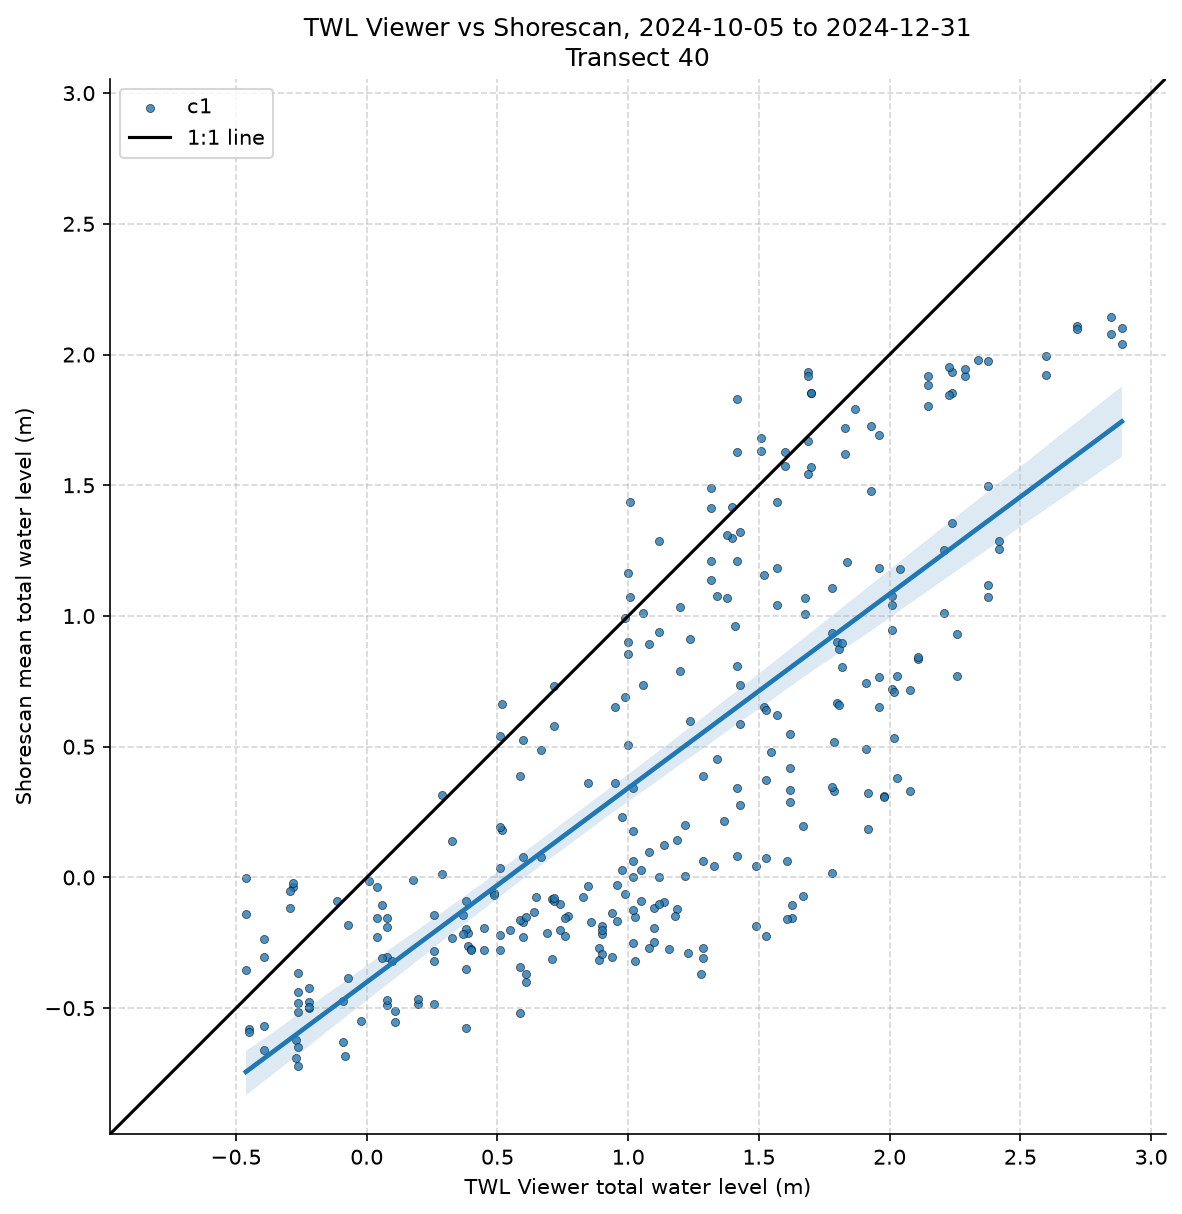 TWL Viewer vs Shorescan, 2024-10-05 to 2024-12-31
Transect 40
c1
1:1 line
3.0
2.5
2.0
1.5
1.0
0.5
0.0
−0.5
Shorescan mean total water level (m)
−0.5
0.0
0.5
1.0
1.5
2.0
2.5
3.0
TWL Viewer total water level (m)